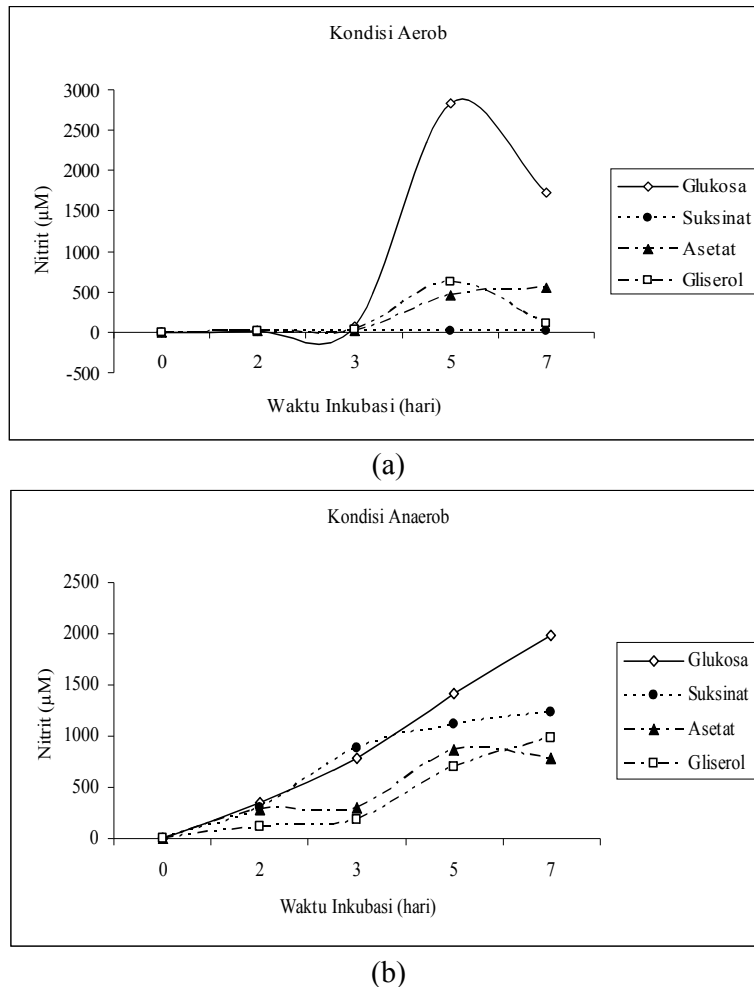 Kondisi Aerob
3000
2500
2000
1500
1000
500
0
-500
Nitrit (µM)
0 2 3 5 7
Waktu Inkubasi (hari)
Glukosa
Suksinat
Asetat
Gliserol
(a)
Kondisi Anaerob
2500
2000
1500
1000
500
0
Nitrit (µM)
0 2 3 5 7
Waktu Inkubasi (hari)
Glukosa
Suksinat
Asetat
Gliserol
(b)